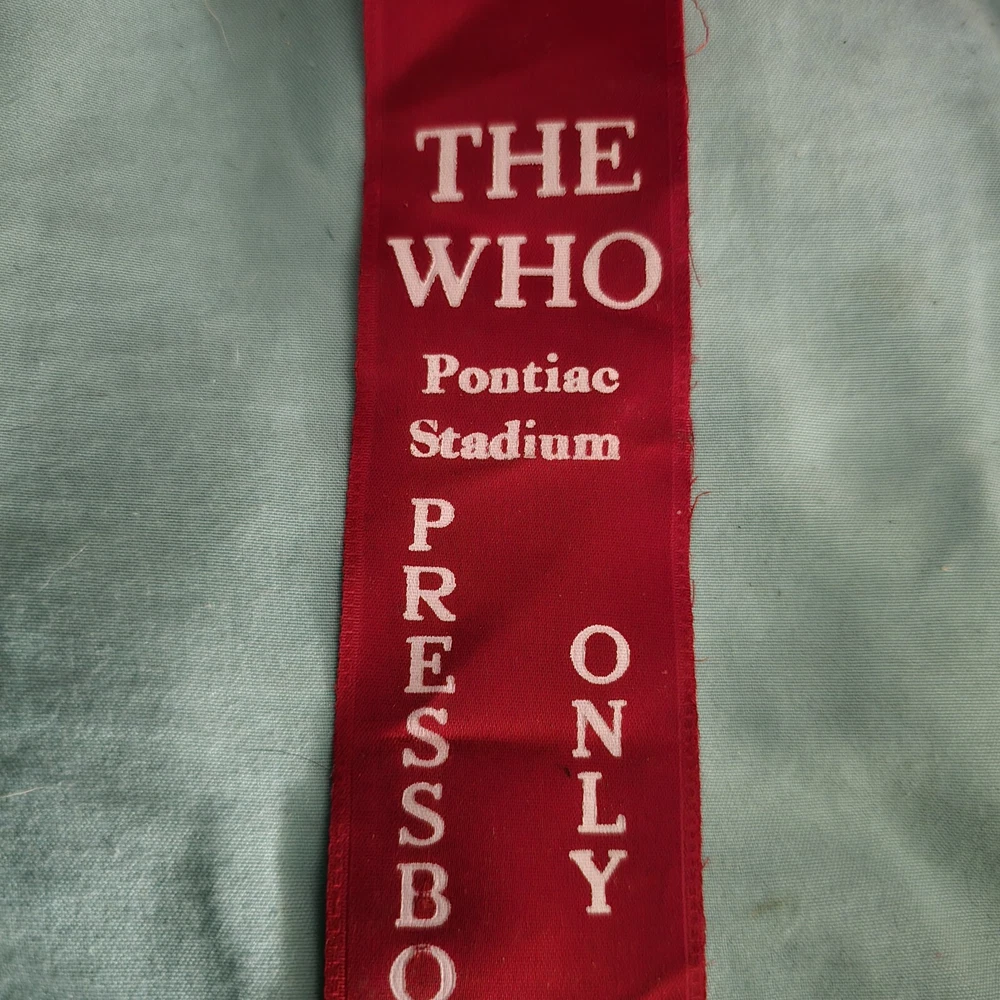 THE
WHO
Pontiac
Stadium
PRESSBO
ONLY